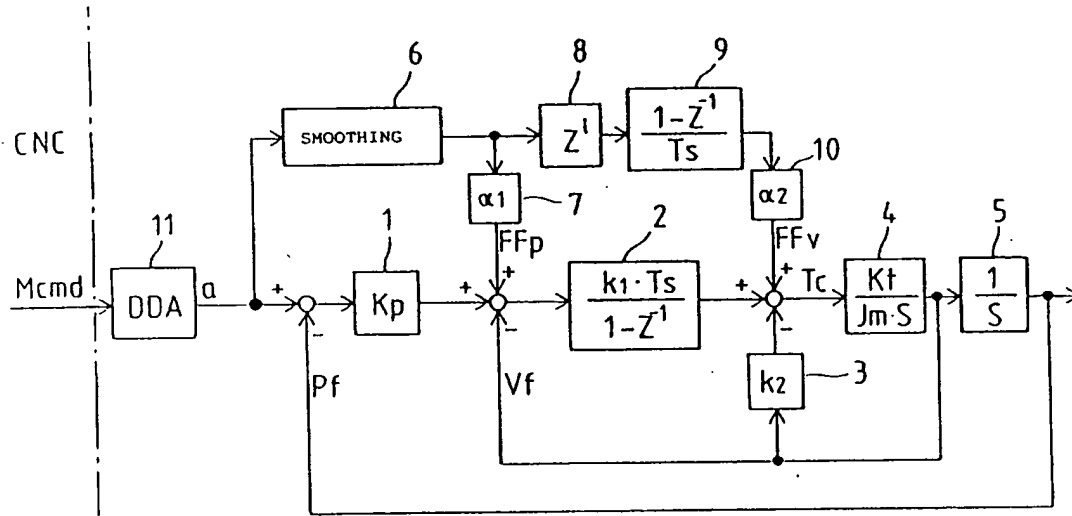 6
8
9
CNC
SMOOTHING
Z^l
1-Z^-1
Ts
10
α1
7
α2
11
1
2
FFp
FFv
4
5
Mcmd
DDA
a
+
-
Kp
+
+
-
k1·Ts
1-Z^-1
+
+
-
Tc
Kt
Jm·S
1
S
Pf
Vf
k2
3